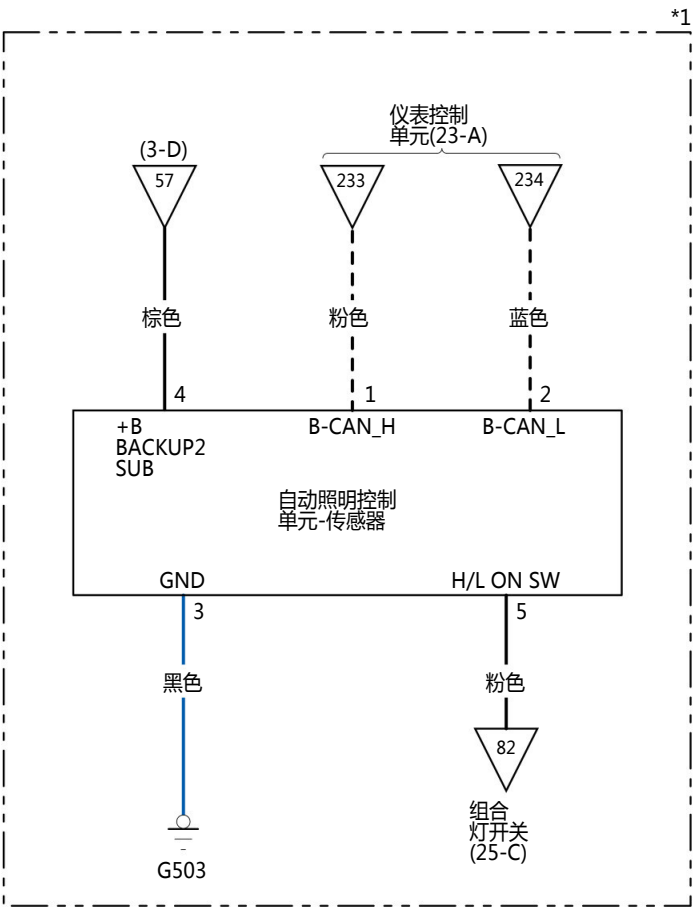 *1
仪表控制
单元(23-A)
(3-D)
57
233
234
棕色
粉色
蓝色
4
1
2
+B
BACKUP2
SUB
B-CAN_H
B-CAN_L
自动照明控制
单元-传感器
GND
H/L ON SW
3
5
黑色
粉色
82
组合
灯开关
(25-C)
G503